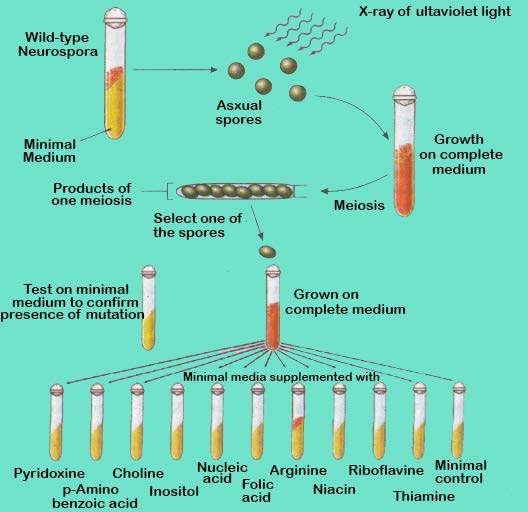 X-ray of ultaviolet light
Wild-type
Neurospora
Asxual
spores
Minimal
Medium
Growth
on complete
medium
Products of
one meiosis
Meiosis
Select one of
the spores
Test on minimal
medium to confirm
presence of mutation
Grown on
complete medium
Minimal media supplemented with
Pyridoxine
p-Amino
benzoic acid
Choline
Inositol
Nucleic
acid
Folic
acid
Arginine
Niacin
Riboflavine
Thiamine
Minimal
control